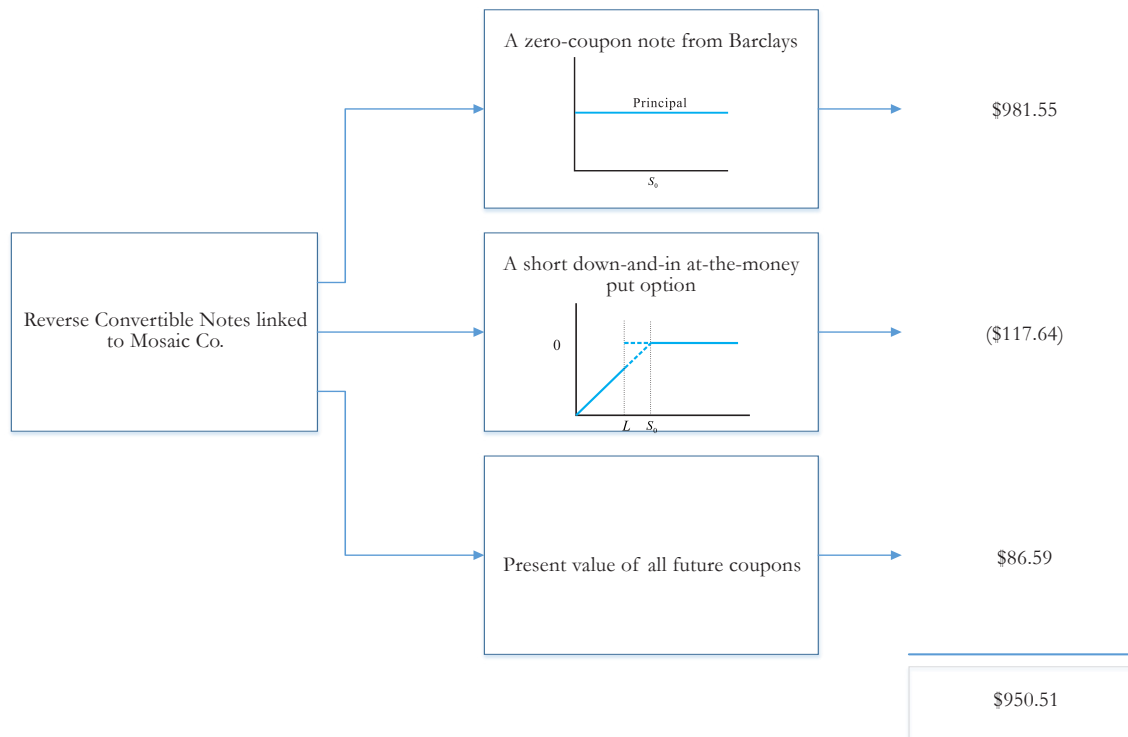 A zero-coupon note from Barclays
Principal
S₀
$981.55
Reverse Convertible Notes linked
to Mosaic Co.
A short down-and-in at-the-money
put option
0
L S₀
($117.64)
Present value of all future coupons
$86.59
$950.51